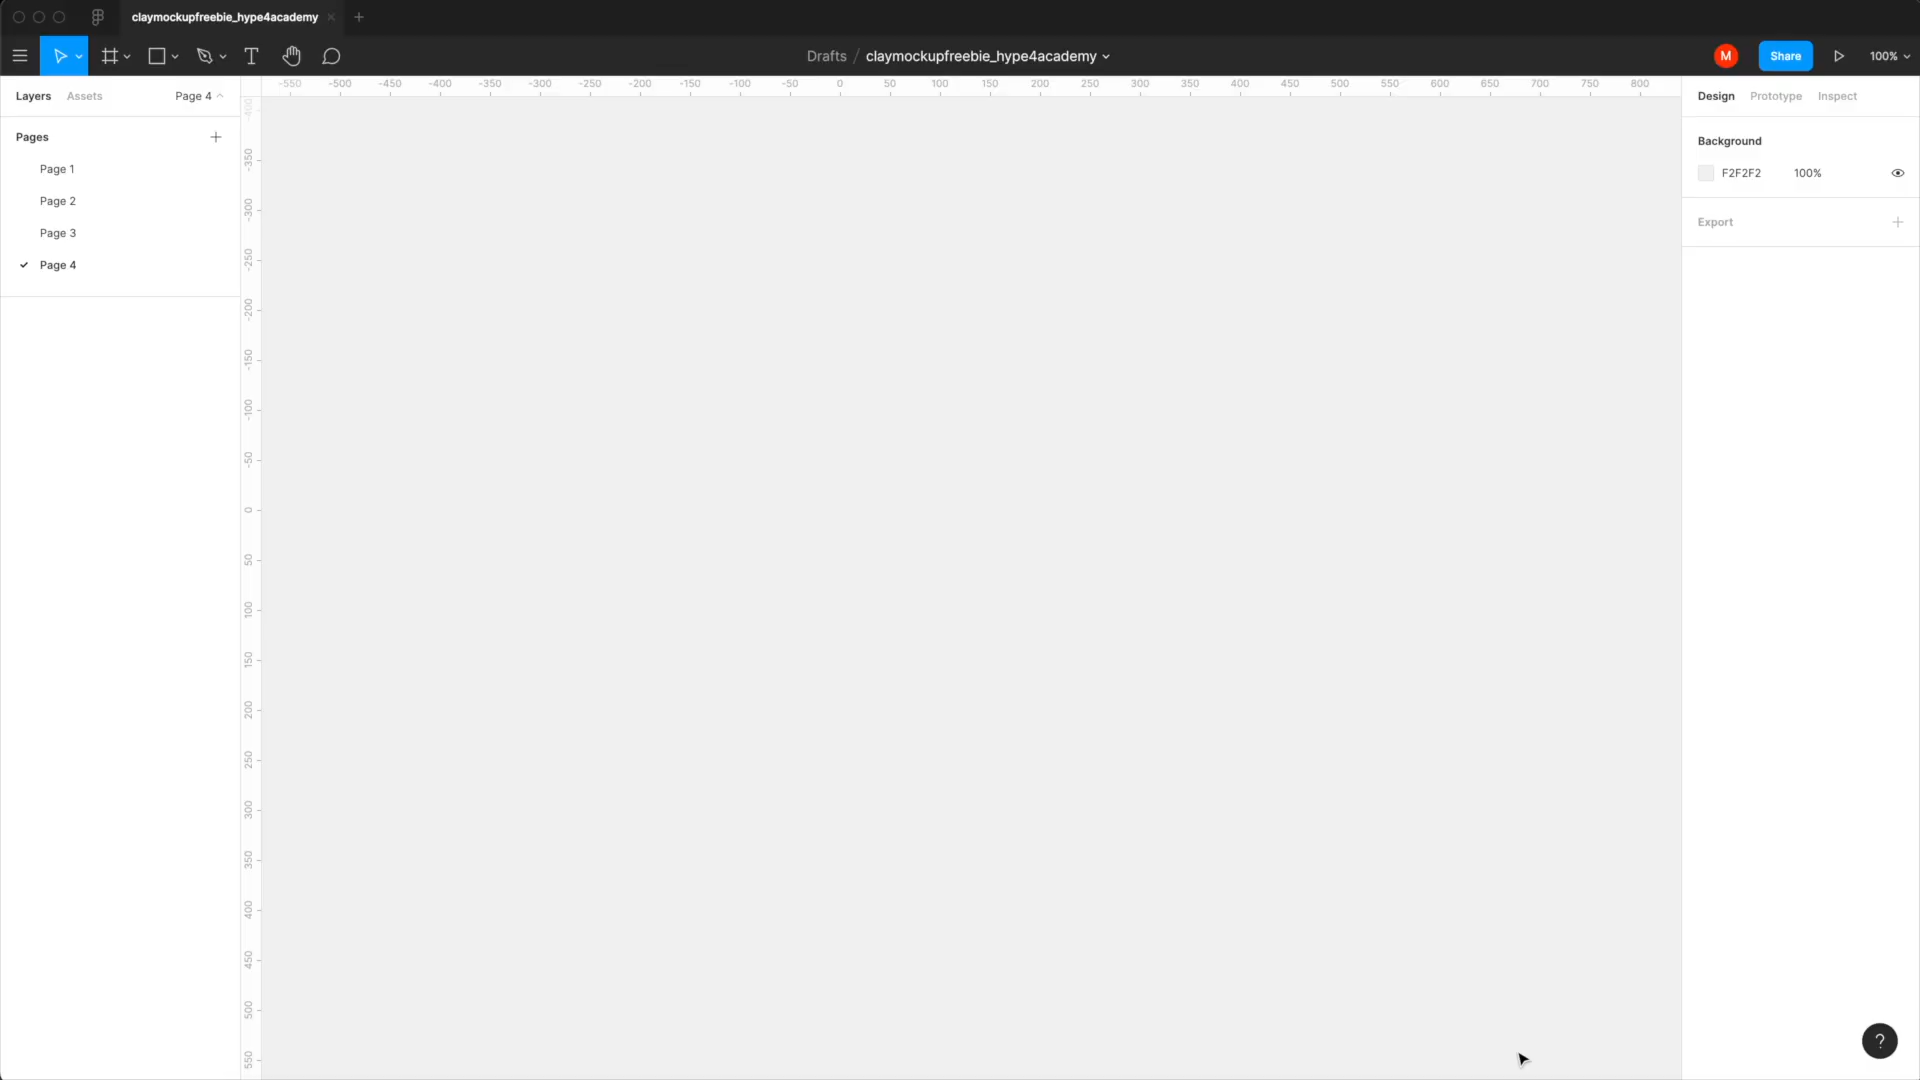 claymockupfreebie_hype4academy
Drafts / claymockupfreebie_hype4academy
M
Share
100%
Layers Assets Page 4
-550 -500 -450 -400 -350 -300 -250 -200 -150 -100 -50 0 50 100 150 200 250 300 350 400 450 500 550 600 650 700 750 800
Design Prototype Inspect
Pages
Page 1
Page 2
Page 3
Page 4
-400
-350
-300
-250
-200
-150
-100
-50
0
50
100
150
200
250
300
350
400
450
500
550
Background
F2F2F2 100%
Export
?